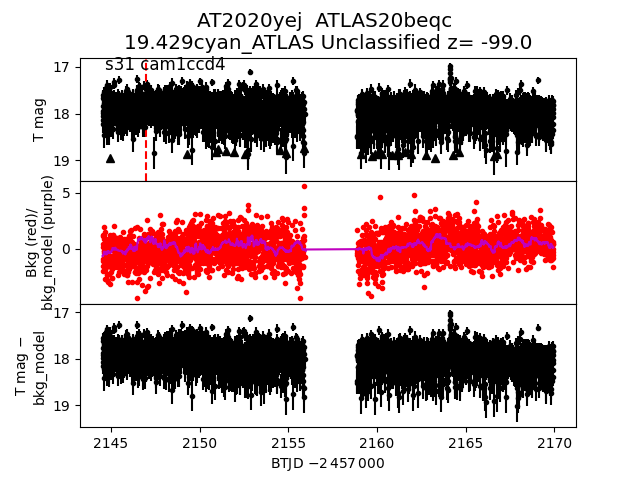 AT2020yej  ATLAS20beqc
19.429cyan_ATLAS Unclassified z= -99.0
s31 cam1ccd4
17
18
19
T mag
5
0
Bkg (red)/
bkg_model (purple)
17
18
19
T mag −
bkg_model
2145 2150 2155 2160 2165 2170
BTJD −2 457 000